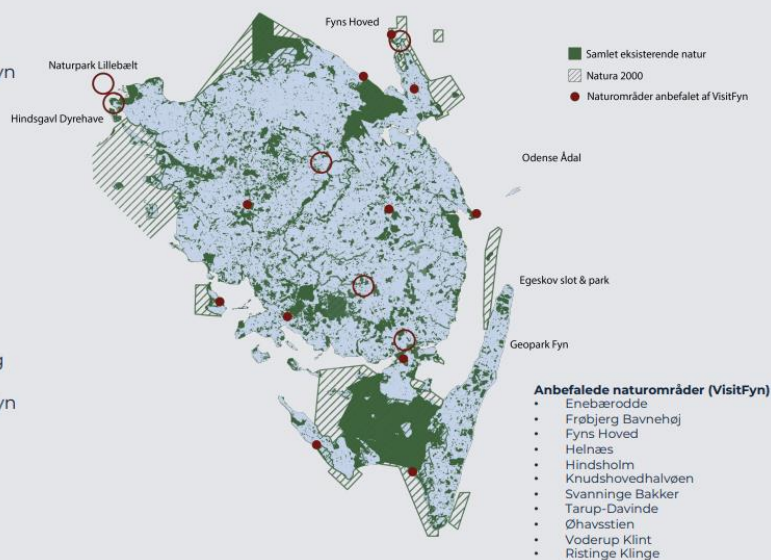 yn
g
yn
Fyns Hoved
Naturpark Lillebælt
Hindsgavl Dyrehave
Samlet eksisterende natur
Natura 2000
Naturområder anbefalet af VisitFyn
Odense Ådal
Egeskov slot & park
Geopark Fyn
Anbefalede naturområder (VisitFyn)
• Enebærodde
• Frøbjerg Bavnehøj
• Fyns Hoved
• Helnæs
• Hindsholm
• Knudshovedhalvøen
• Svanninge Bakker
• Tarup-Davinde
• Øhavsstien
• Voderup Klint
• Ristinge Klinge